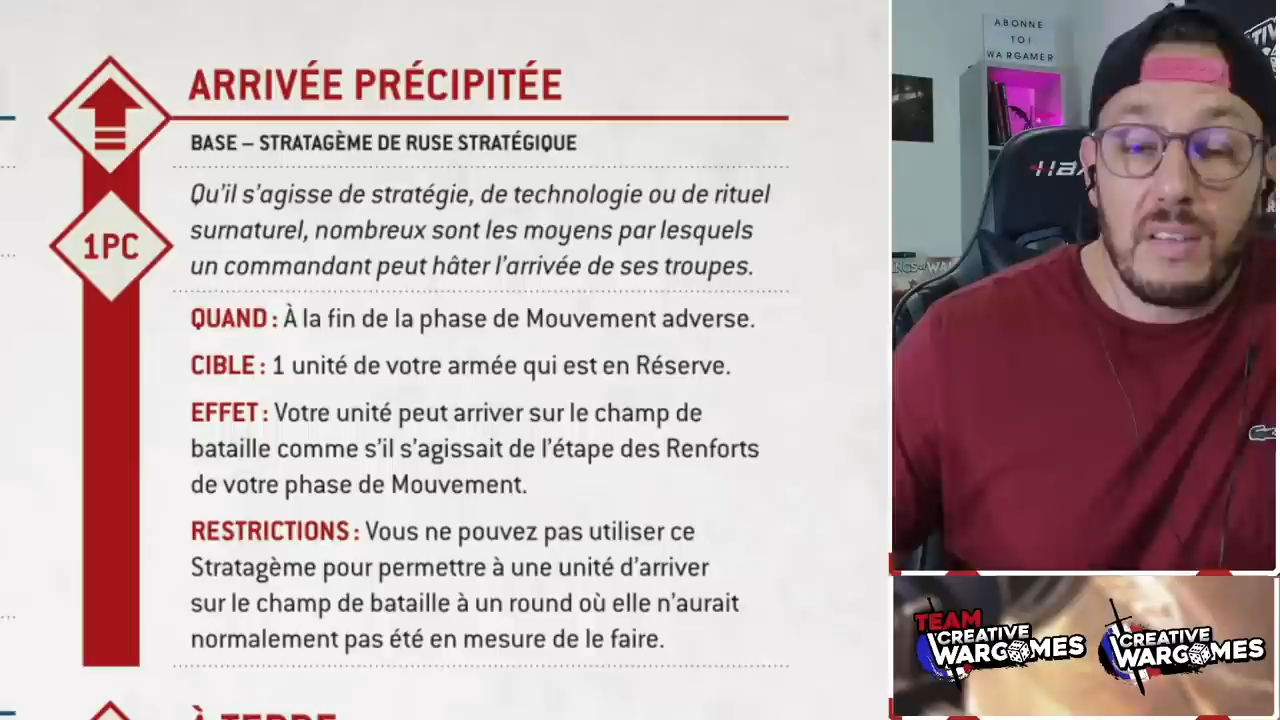 ARRIVÉE PRÉCIPITÉE
BASE – STRATAGÈME DE RUSE STRATÉGIQUE
Qu'il s'agisse de stratégie, de technologie ou de rituel
surnaturel, nombreux sont les moyens par lesquels
un commandant peut hâter l'arrivée de ses troupes.
1PC
QUAND : À la fin de la phase de Mouvement adverse.
CIBLE : 1 unité de votre armée qui est en Réserve.
EFFET : Votre unité peut arriver sur le champ de
bataille comme s'il s'agissait de l'étape des Renforts
de votre phase de Mouvement.
RESTRICTIONS : Vous ne pouvez pas utiliser ce
Stratagème pour permettre à une unité d'arriver
sur le champ de bataille à un round où elle n'aurait
normalement pas été en mesure de le faire.
À TERRE
ABONNE
TOI
WARGAMER
TEAM
CREATIVE
WARGAMES
CREATIVE
WARGAMES